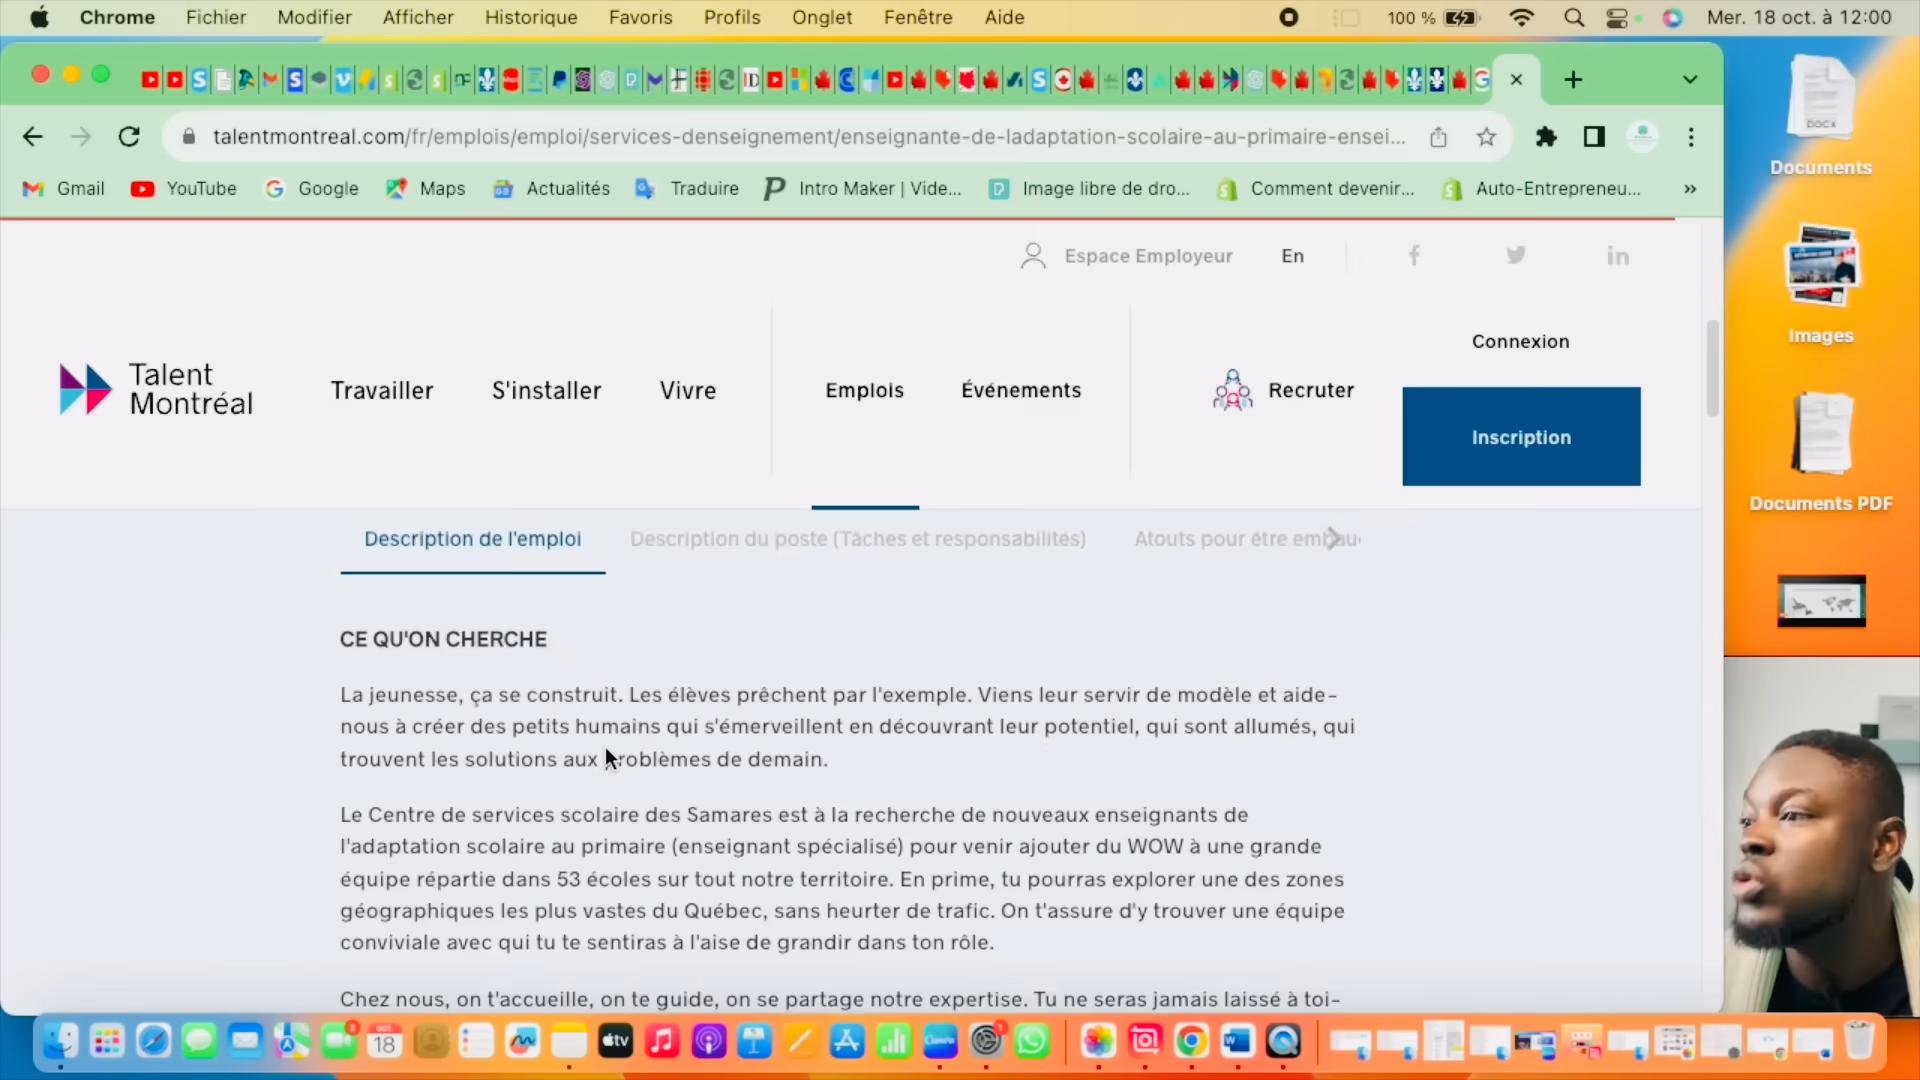 Chrome Fichier Modifier Afficher Historique Favoris Profils Onglet Fenêtre Aide 100 % Mer. 18 oct. à 12:00
talentmontreal.com/fr/emplois/emploi/services-denseignement/enseignante-de-ladaptation-scolaire-au-primaire-ensei...
Gmail YouTube Google Maps Actualités Traduire Intro Maker | Vide... Image libre de dro... Comment devenir... Auto-Entrepreneu... »
Documents
Images
Documents PDF
Espace Employeur En
Connexion
Talent
Montréal
Travailler S'installer Vivre Emplois Événements Recruter
Inscription
Description de l'emploi Description du poste (Tâches et responsabilités) Atouts pour être embau
CE QU'ON CHERCHE
La jeunesse, ça se construit. Les élèves prêchent par l'exemple. Viens leur servir de modèle et aide-
nous à créer des petits humains qui s'émerveillent en découvrant leur potentiel, qui sont allumés, qui
trouvent les solutions aux problèmes de demain.
Le Centre de services scolaire des Samares est à la recherche de nouveaux enseignants de
l'adaptation scolaire au primaire (enseignant spécialisé) pour venir ajouter du WOW à une grande
équipe répartie dans 53 écoles sur tout notre territoire. En prime, tu pourras explorer une des zones
géographiques les plus vastes du Québec, sans heurter de trafic. On t'assure d'y trouver une équipe
conviviale avec qui tu te sentiras à l'aise de grandir dans ton rôle.
Chez nous, on t'accueille, on te guide, on se partage notre expertise. Tu ne seras jamais laissé à toi-